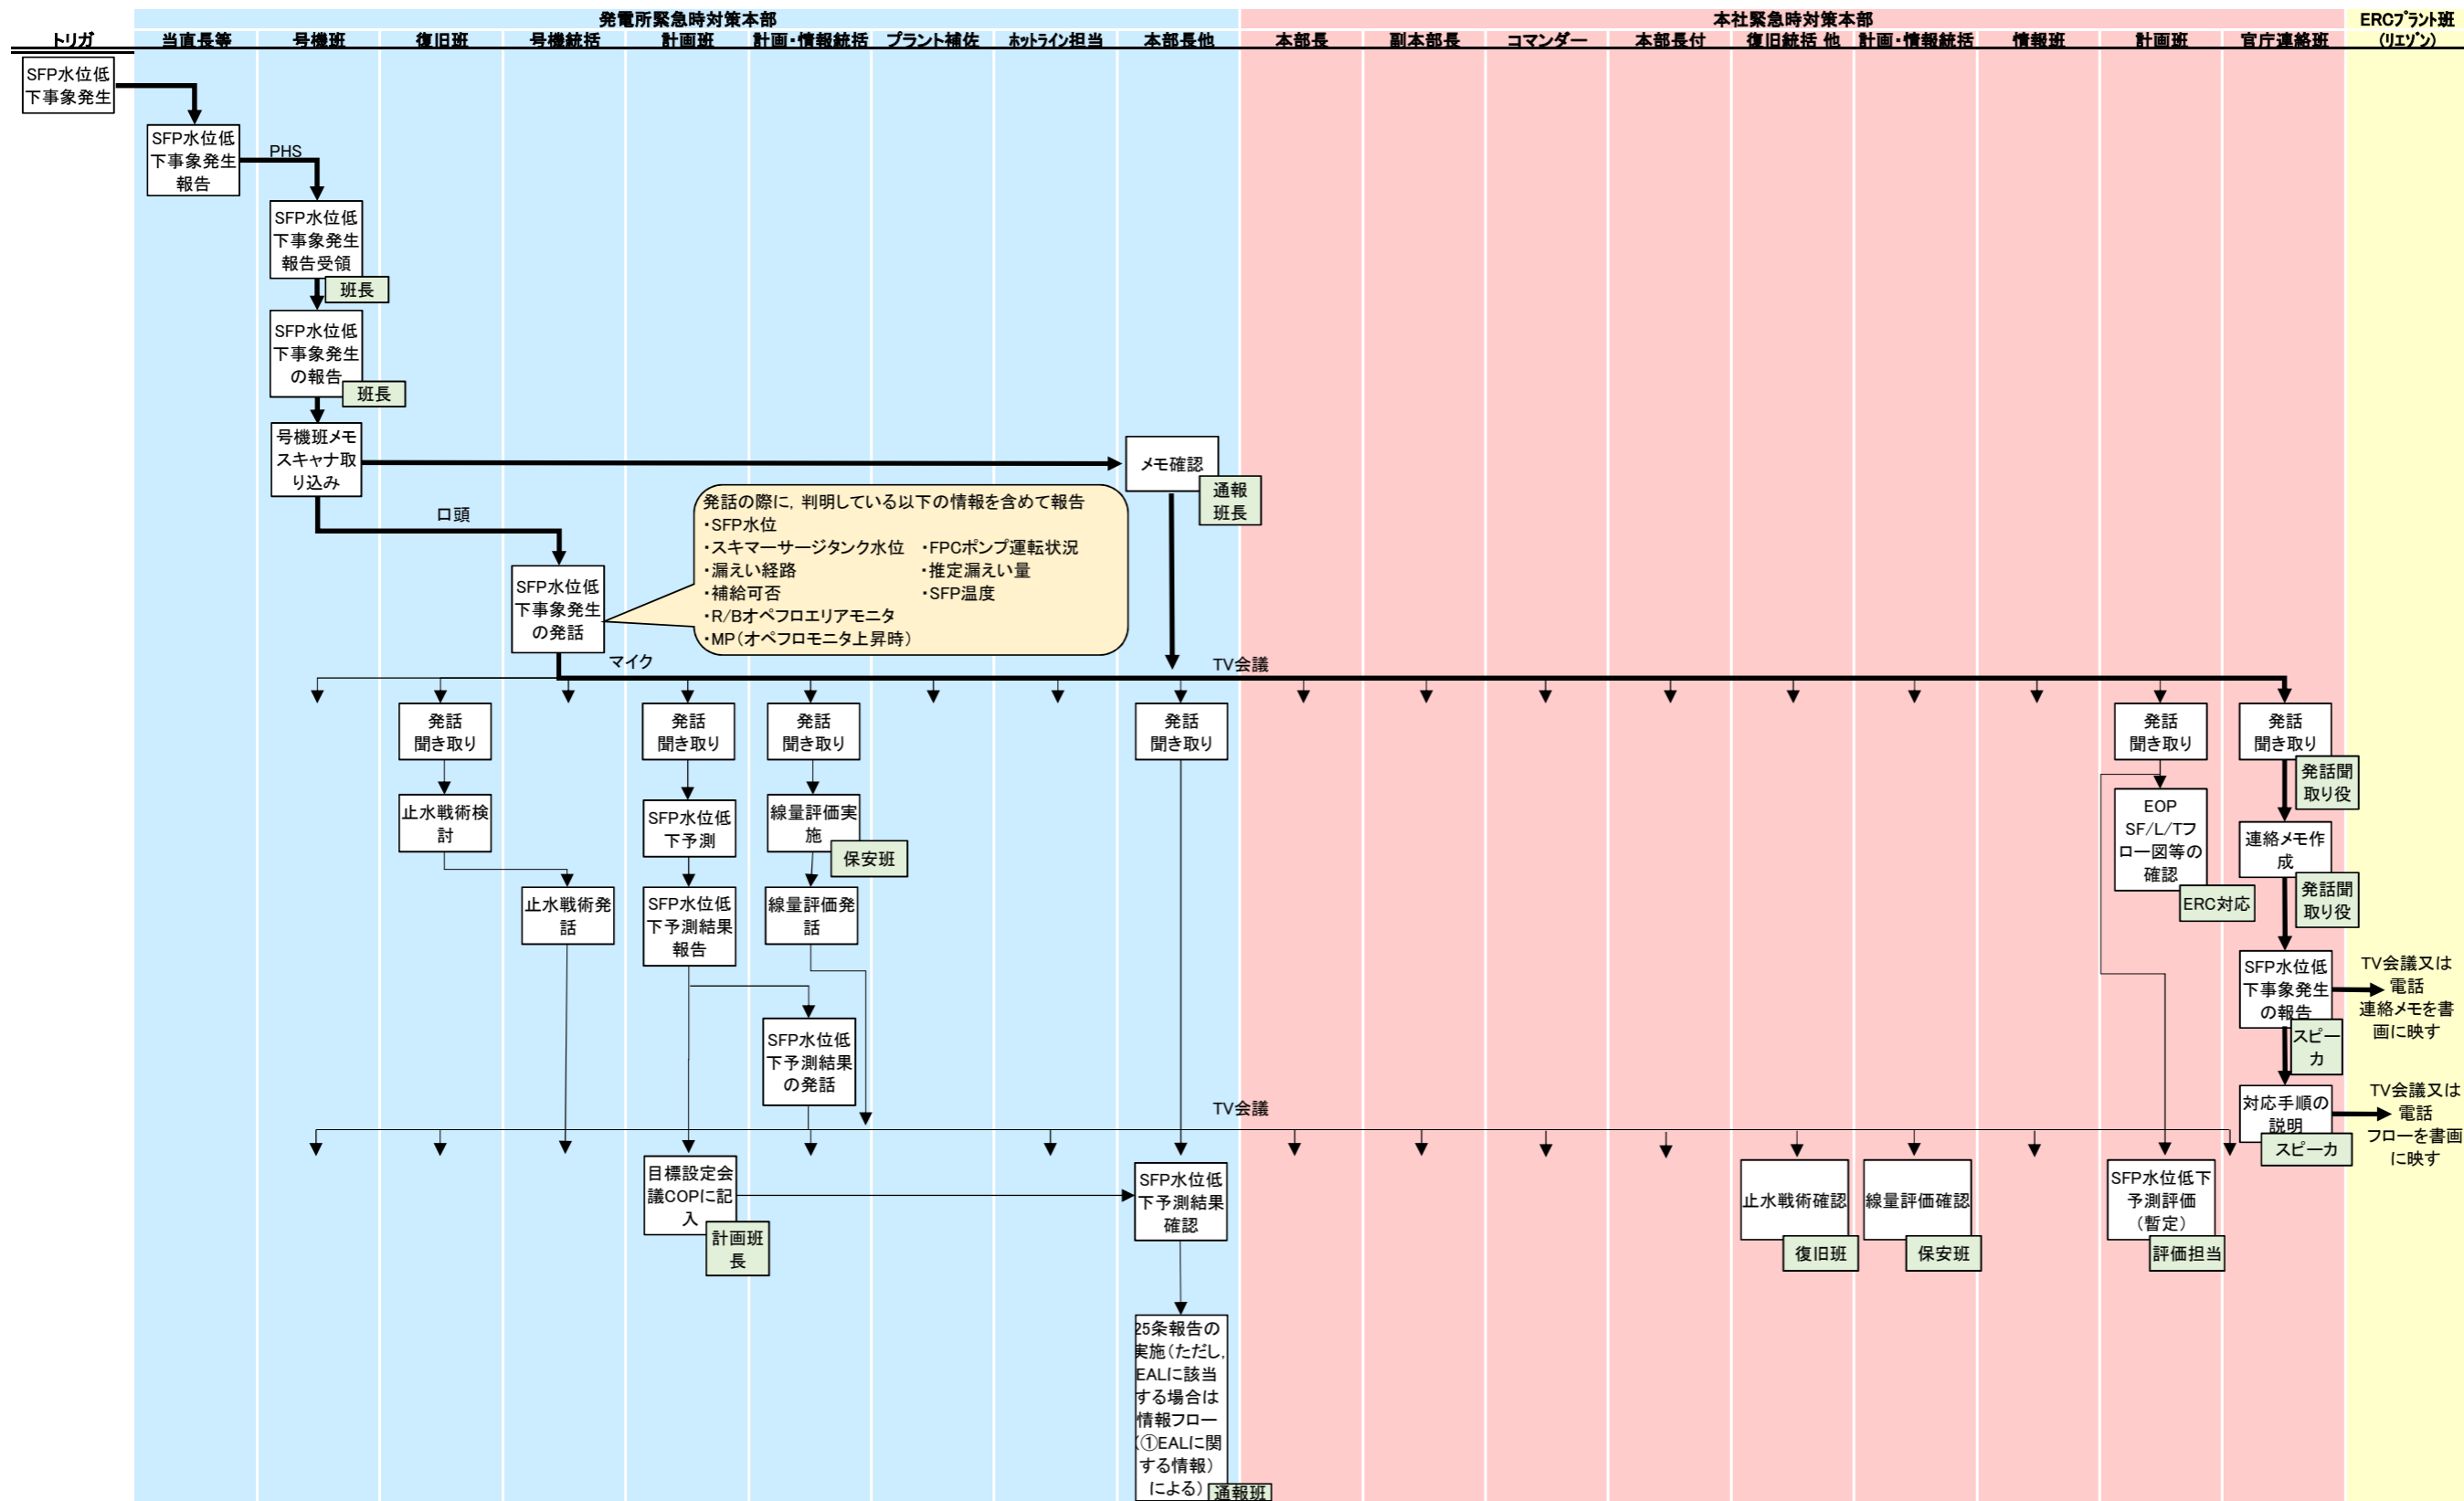 発電所緊急時対策本部
本社緊急時対策本部
ERCプラント班
(リエゾン)
トリガ
当直長等
号機班
復旧班
号機統括
計画班
計画・情報統括
プラント補佐
ホットライン担当
本部長他
本部長
副本部長
コマンダー
本部長付
復旧統括 他
計画・情報統括
情報班
計画班
官庁連絡班
SFP水位低
下事象発生
SFP水位低
下事象発生
報告
PHS
SFP水位低
下事象発生
報告受領
班長
SFP水位低
下事象発生
の報告
班長
号機班メモ
スキャナ取
り込み
メモ確認
通報
班長
口頭
発話の際に，判明している以下の情報を含めて報告
・SFP水位
・スキマーサージタンク水位 ・FPCポンプ運転状況
・漏えい経路 ・推定漏えい量
・補給可否 ・SFP温度
・R/Bオペフロエリアモニタ
・MP（オペフロモニタ上昇時）
SFP水位低
下事象発生
の発話
マイク
TV会議
発話
聞き取り
発話
聞き取り
発話
聞き取り
発話
聞き取り
発話
聞き取り
発話
聞き取り
発話聞
取り役
止水戦術検
討
SFP水位低
下予測
線量評価実
施
保安班
EOP
SF/L/Tフ
ロー図等の
確認
ERC対応
連絡メモ作
成
発話聞
取り役
止水戦術発
話
SFP水位低
下予測結果
報告
線量評価発
話
SFP水位低
下事象発生
の報告
スピー
カ
TV会議又は
電話
連絡メモを書
画に映す
SFP水位低
下予測結果
の発話
TV会議
対応手順の
説明
スピーカ
TV会議又は
電話
フローを書画
に映す
目標設定会
議COPに記
入
計画班
長
SFP水位低
下予測結果
確認
止水戦術確認
復旧班
線量評価確認
保安班
SFP水位低下
予測評価
（暫定）
評価担当
25条報告の
実施（ただし，
EALに該当
する場合は
情報フロー
（①EALに関
する情報）
による）
通報班